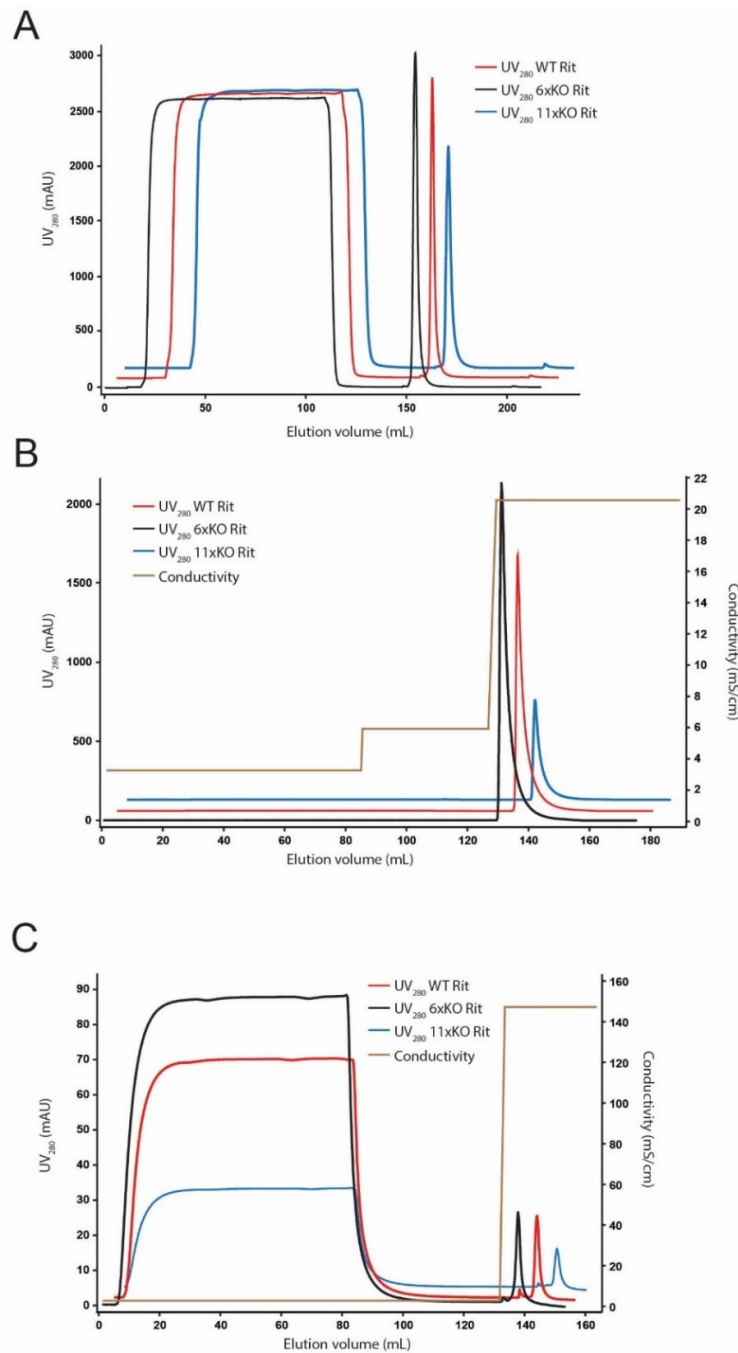 A
3000
2500
2000
1500
1000
500
0
UV280 (mAU)
UV280 WT Rit
UV280 6xKO Rit
UV280 11xKO Rit
0 50 100 150 200
Elution volume (mL)
B
2000
1500
1000
500
0
UV280 (mAU)
UV280 WT Rit
UV280 6xKO Rit
UV280 11xKO Rit
Conductivity
22
20
18
16
14
12
10
8
6
4
2
0
Conductivity (mS/cm)
0 20 40 60 80 100 120 140 160 180
Elution volume (mL)
C
90
80
70
60
50
40
30
20
10
0
UV280 (mAU)
UV280 WT Rit
UV280 6xKO Rit
UV280 11xKO Rit
Conductivity
160
140
120
100
80
60
40
20
0
Conductivity (mS/cm)
0 20 40 60 80 100 120 140 160
Elution volume (mL)